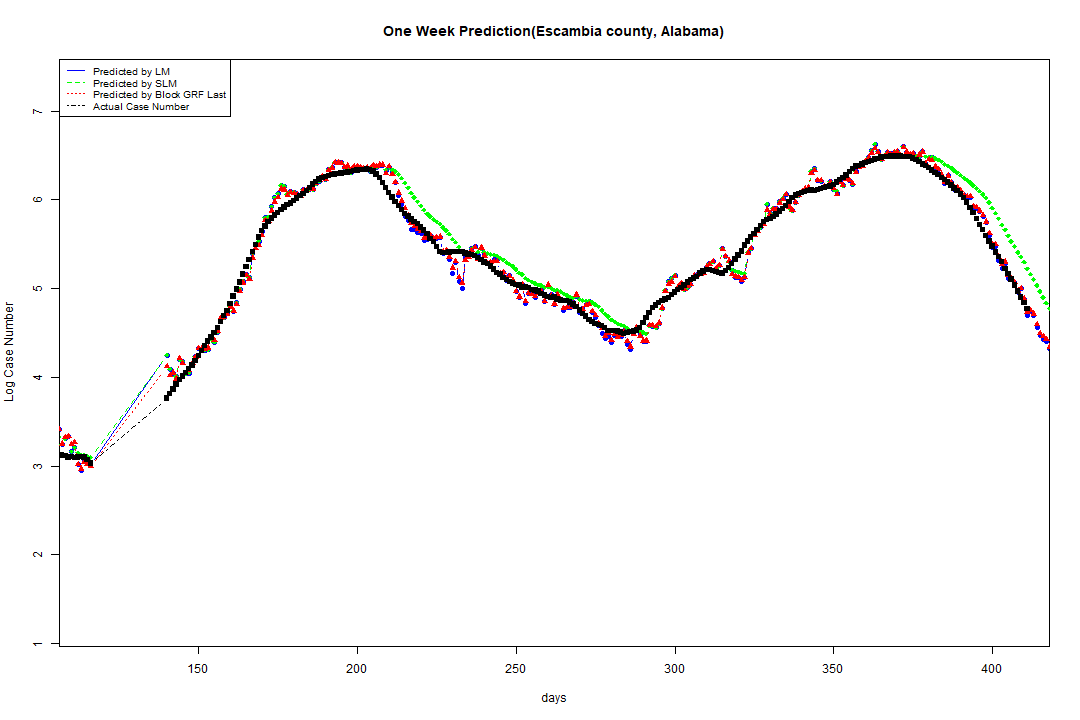 One Week Prediction(Escambia county, Alabama)
Predicted by LM
Predicted by SLM
Predicted by Block GRF Last
Actual Case Number
7
6
5
4
3
2
1
Log Case Number
150 200 250 300 350 400
days